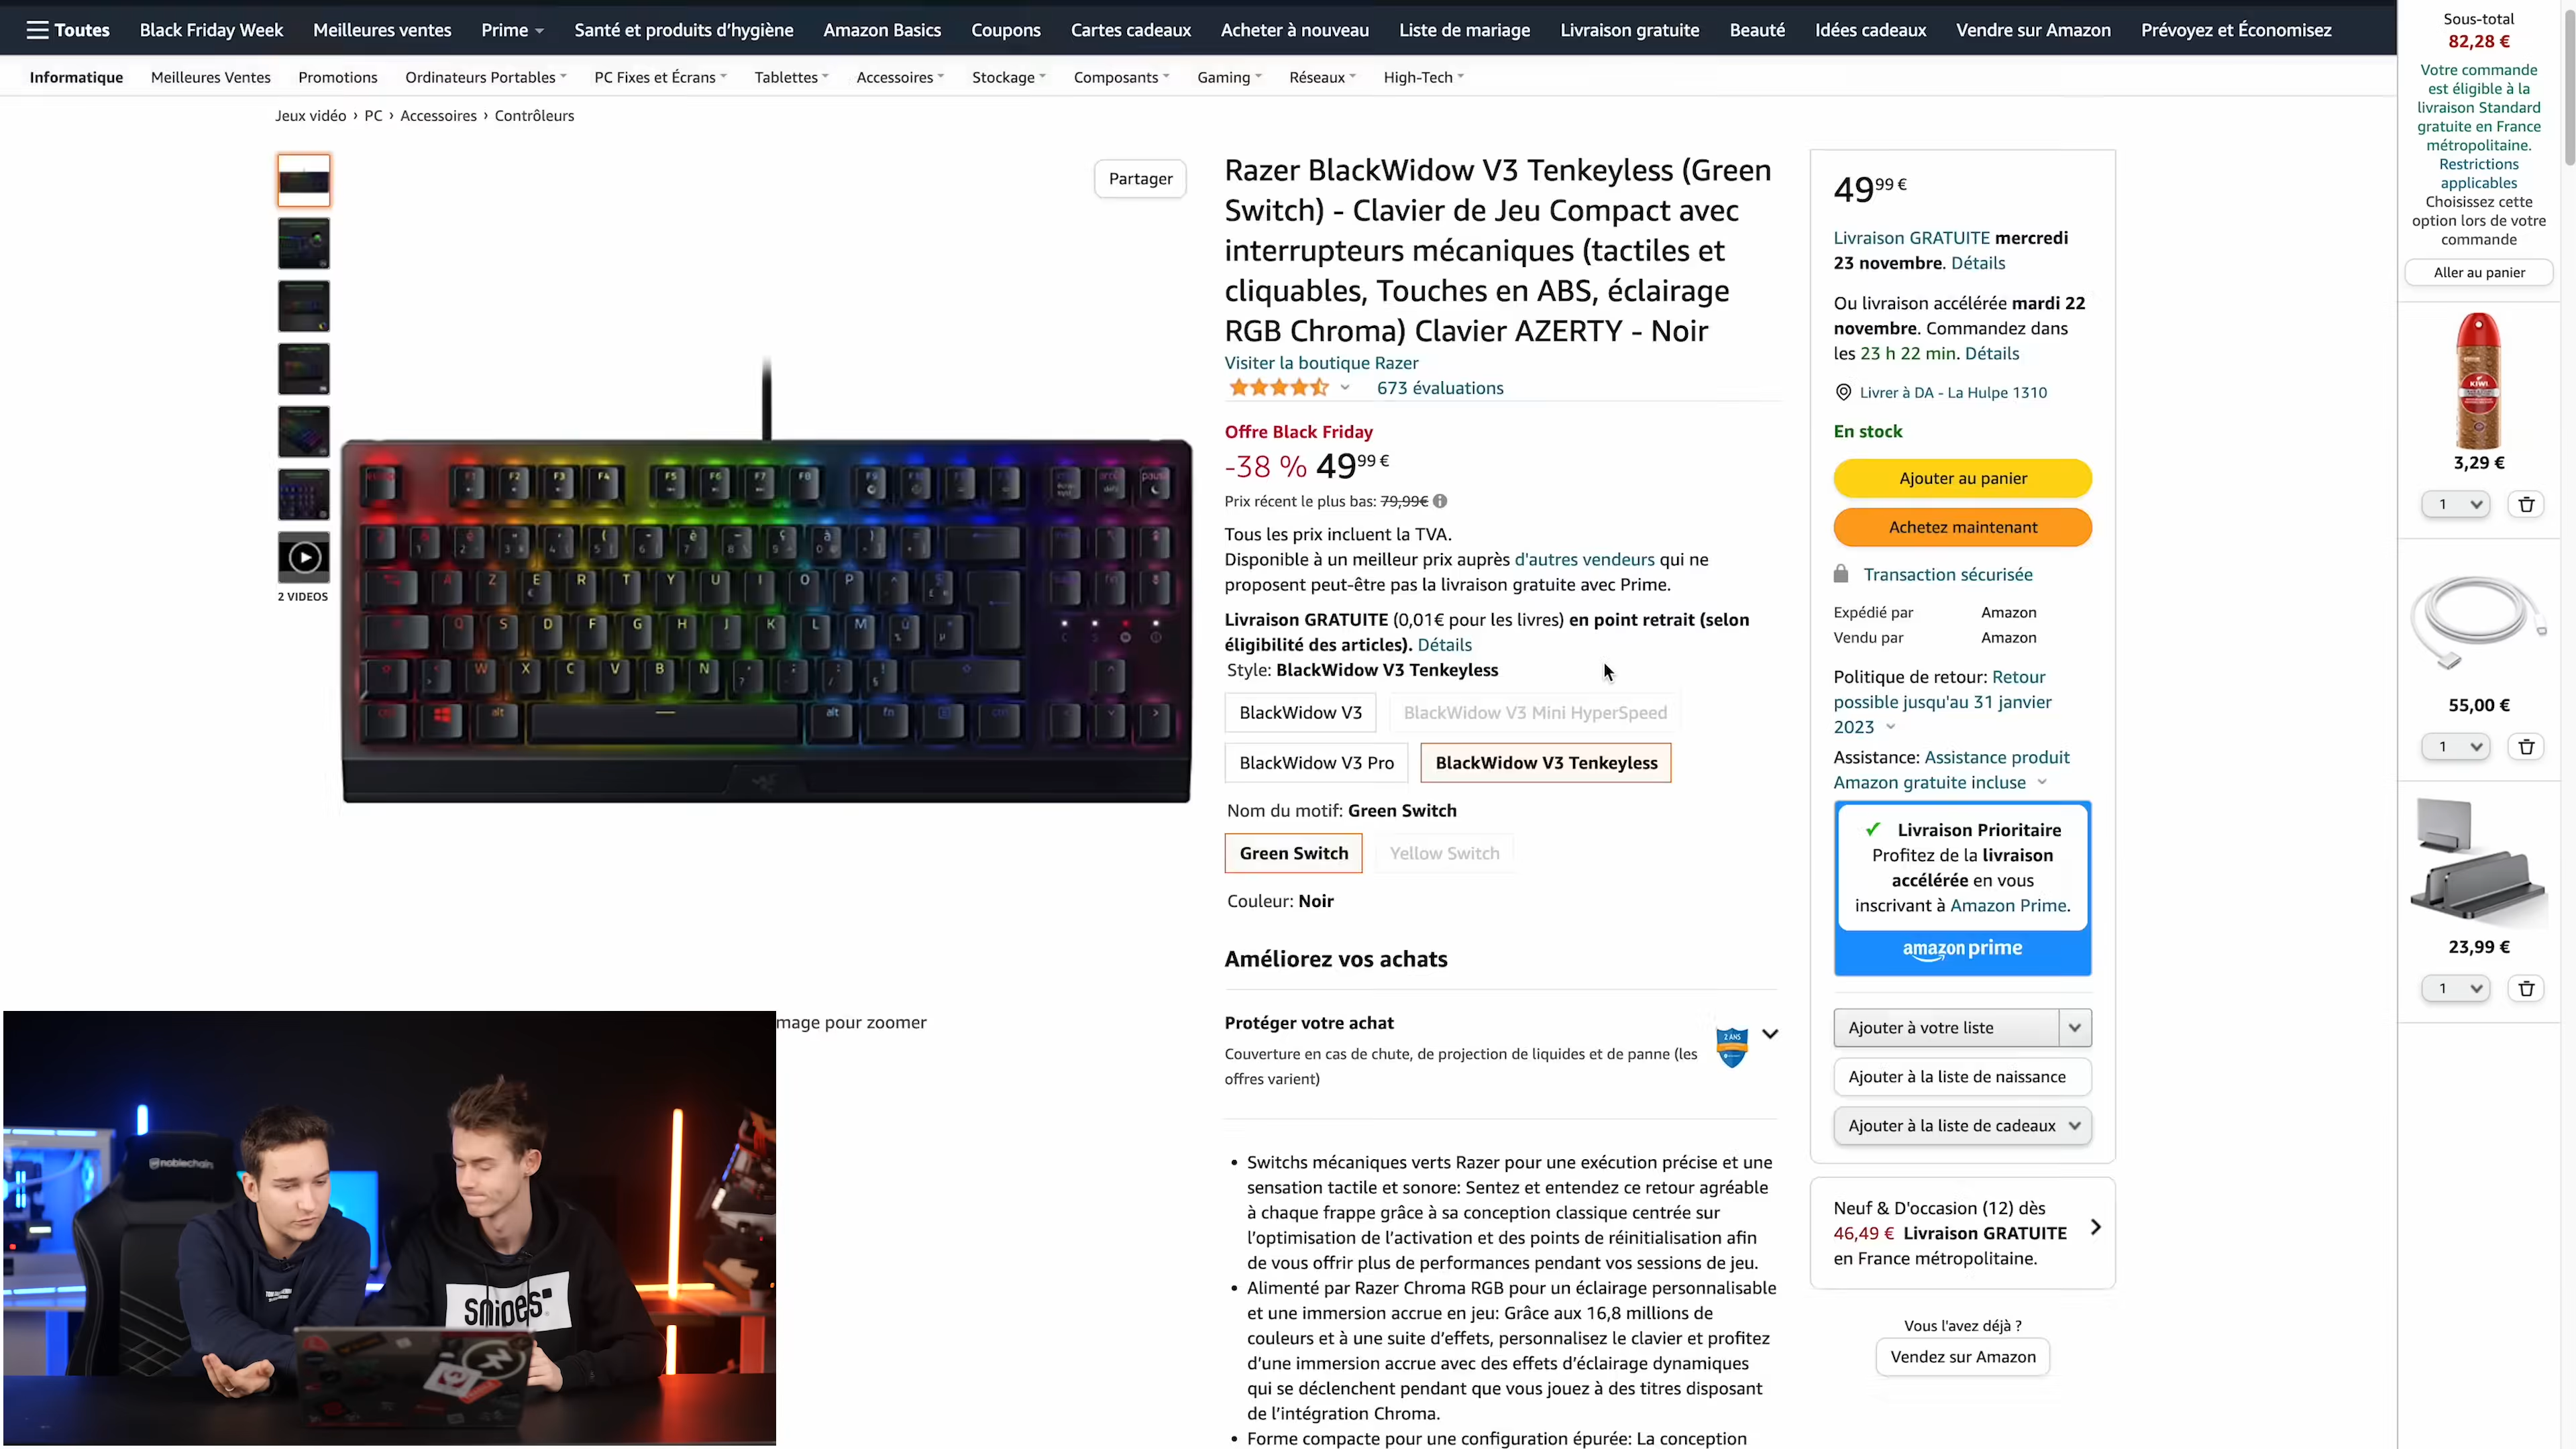 Toutes
Black Friday Week
Meilleures ventes
Prime
Santé et produits d'hygiène
Amazon Basics
Coupons
Cartes cadeaux
Acheter à nouveau
Liste de mariage
Livraison gratuite
Beauté
Idées cadeaux
Vendre sur Amazon
Prévoyez et Économisez
Informatique
Meilleures Ventes
Promotions
Ordinateurs Portables
PC Fixes et Écrans
Tablettes
Accessoires
Stockage
Composants
Gaming
Réseaux
High-Tech
Jeux vidéo › PC › Accessoires › Contrôleurs
2 VIDEOS
Partager
mage pour zoomer
noblechairs
snipes
Razer BlackWidow V3 Tenkeyless (Green
Switch) - Clavier de Jeu Compact avec
interrupteurs mécaniques (tactiles et
cliquables, Touches en ABS, éclairage
RGB Chroma) Clavier AZERTY - Noir
Visiter la boutique Razer
673 évaluations
Offre Black Friday
-38 % 49,99 €
Prix récent le plus bas: 79,99€
Tous les prix incluent la TVA.
Disponible à un meilleur prix auprès d'autres vendeurs qui ne
proposent peut-être pas la livraison gratuite avec Prime.
Livraison GRATUITE (0,01€ pour les livres) en point retrait (selon
éligibilité des articles). Détails
Style: BlackWidow V3 Tenkeyless
BlackWidow V3
BlackWidow V3 Mini HyperSpeed
BlackWidow V3 Pro
BlackWidow V3 Tenkeyless
Nom du motif: Green Switch
Green Switch
Yellow Switch
Couleur: Noir
Améliorez vos achats
Protéger votre achat
Couverture en cas de chute, de projection de liquides et de panne (les
offres varient)
2 ANS
• Switchs mécaniques verts Razer pour une exécution précise et une
sensation tactile et sonore: Sentez et entendez ce retour agréable
à chaque frappe grâce à sa conception classique centrée sur
l'optimisation de l'activation et des points de réinitialisation afin
de vous offrir plus de performances pendant vos sessions de jeu.
• Alimenté par Razer Chroma RGB pour un éclairage personnalisable
et une immersion accrue en jeu: Grâce aux 16,8 millions de
couleurs et à une suite d'effets, personnalisez le clavier et profitez
d'une immersion accrue avec des effets d'éclairage dynamiques
qui se déclenchent pendant que vous jouez à des titres disposant
de l'intégration Chroma.
• Forme compacte pour une configuration épurée: La conception
49 99 €
Livraison GRATUITE mercredi
23 novembre. Détails
Ou livraison accélérée mardi 22
novembre. Commandez dans
les 23 h 22 min. Détails
Livrer à DA - La Hulpe 1310
En stock
Ajouter au panier
Achetez maintenant
Transaction sécurisée
Expédié par Amazon
Vendu par Amazon
Politique de retour: Retour
possible jusqu'au 31 janvier
2023
Assistance: Assistance produit
Amazon gratuite incluse
Livraison Prioritaire
Profitez de la livraison
accélérée en vous
inscrivant à Amazon Prime.
amazon prime
Ajouter à votre liste
Ajouter à la liste de naissance
Ajouter à la liste de cadeaux
Neuf & D'occasion (12) dès
46,49 € Livraison GRATUITE
en France métropolitaine.
Vous l'avez déjà ?
Vendez sur Amazon
Sous-total
82,28 €
Votre commande
est éligible à la
livraison Standard
gratuite en France
métropolitaine.
Restrictions
applicables
Choisissez cette
option lors de votre
commande
Aller au panier
KIWI
3,29 €
1
55,00 €
1
23,99 €
1